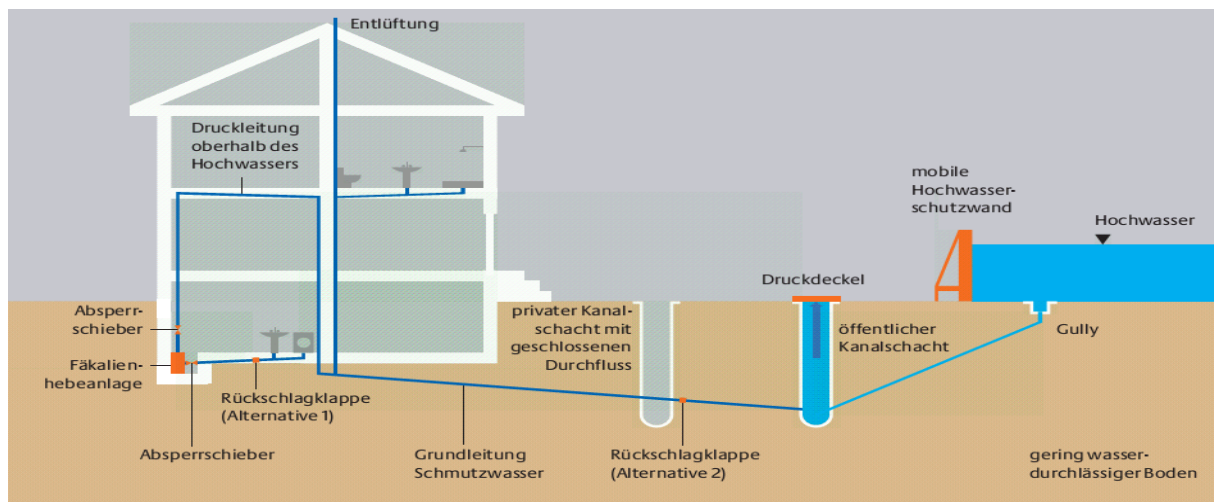 Entlüftung
Druckleitung
oberhalb des
Hochwassers
mobile
Hochwasser-
schutzwand
Hochwasser
Absperr-
schieber
Fäkalien-
hebeanlage
Rückschlagklappe
(Alternative 1)
Absperrschieber
privater Kanal-
schacht mit
geschlossenen
Durchfluss
Druckdeckel
öffentlicher
Kanalschacht
Gully
Grundleitung
Schmutzwasser
Rückschlagklappe
(Alternative 2)
gering wasser-
durchlässiger Boden